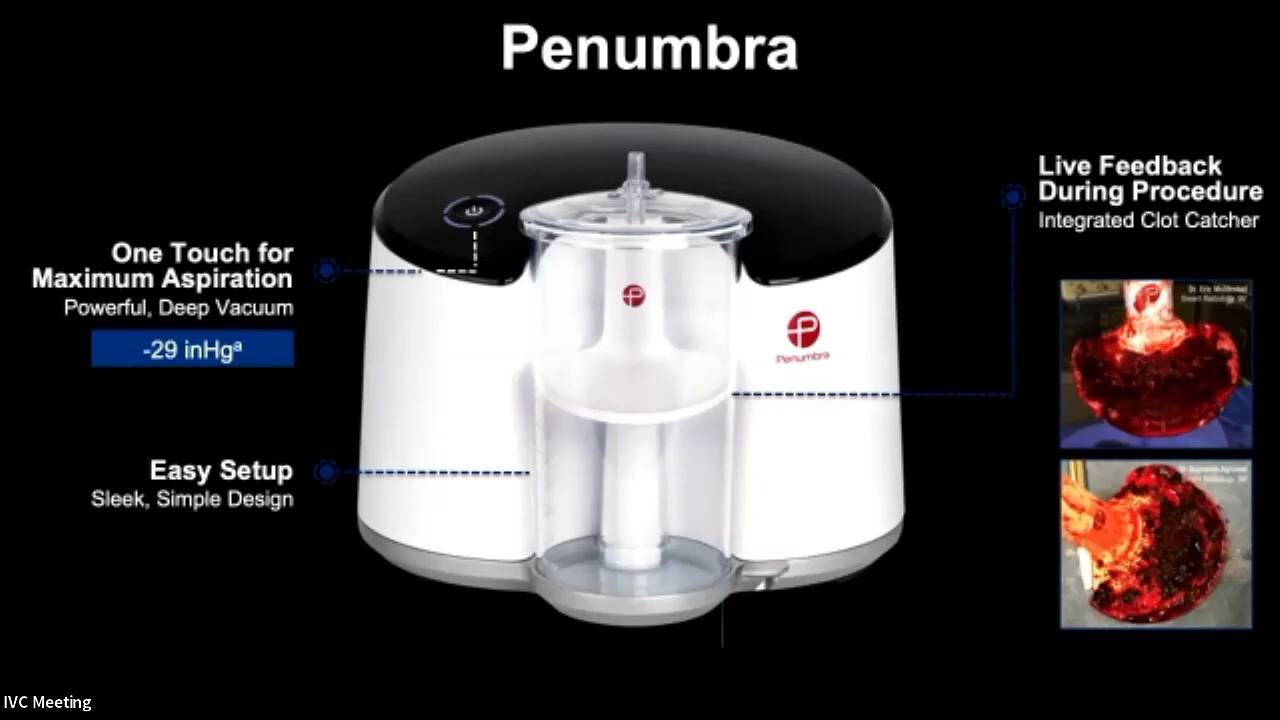 Penumbra
One Touch for
Maximum Aspiration
Powerful, Deep Vacuum
-29 inHgª
Easy Setup
Sleek, Simple Design
Penumbra
Live Feedback
During Procedure
Integrated Clot Catcher
IVC Meeting